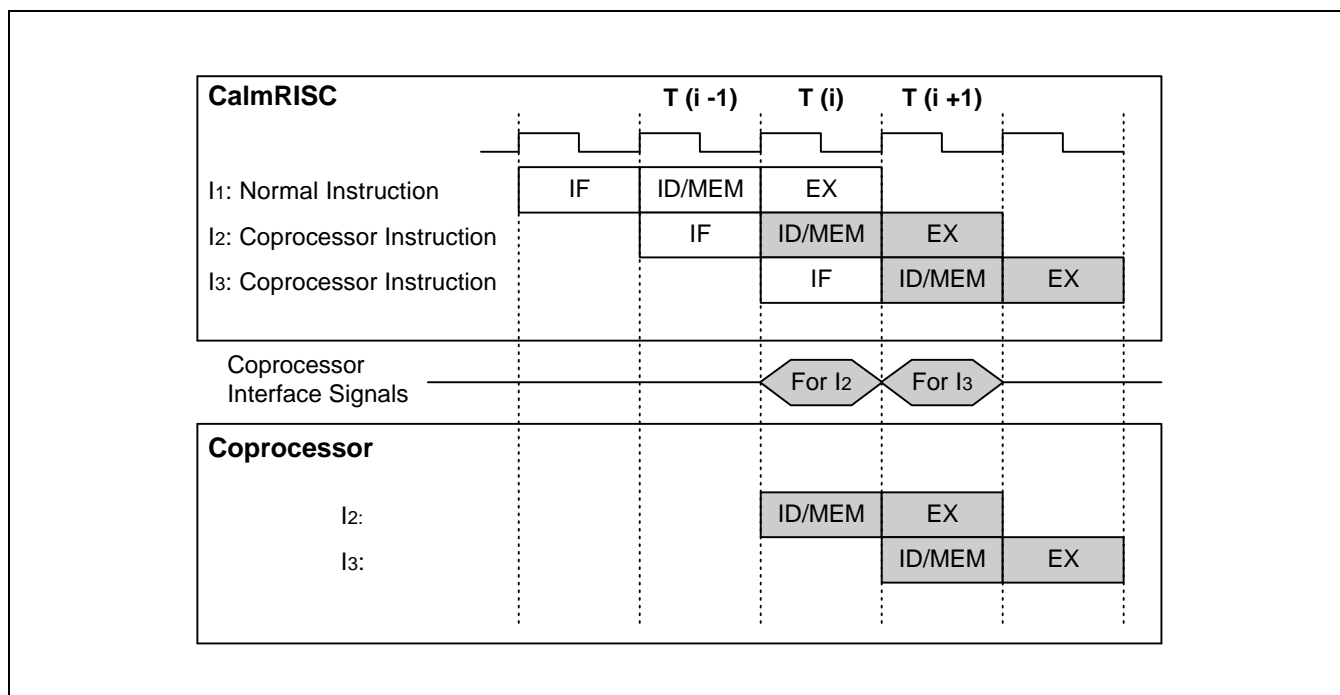 CalmRISC
T (i -1) T (i) T (i +1)
I1: Normal Instruction IF ID/MEM EX
I2: Coprocessor Instruction IF ID/MEM EX
I3: Coprocessor Instruction IF ID/MEM EX
Coprocessor
Interface Signals
For I2 For I3
Coprocessor
I2: ID/MEM EX
I3: ID/MEM EX